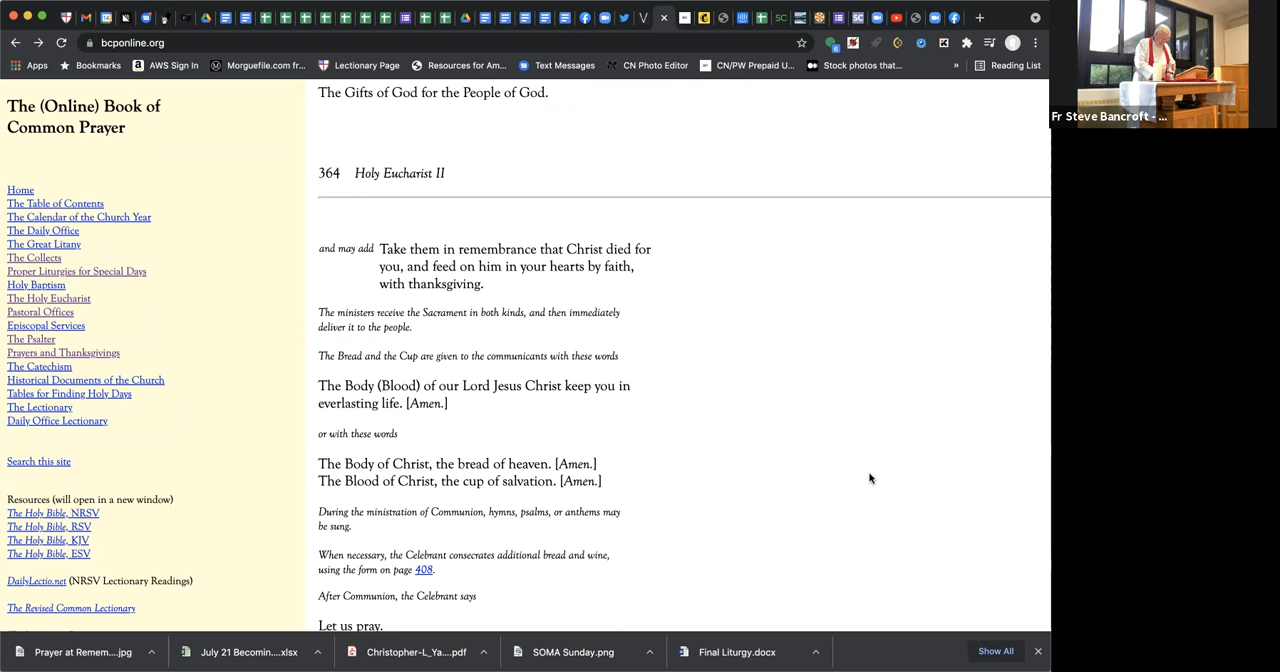 bcponline.org
Apps
Bookmarks
AWS Sign In
Morguefile.com fr...
Lectionary Page
Resources for Am...
Text Messages
CN Photo Editor
CN/PW Prepaid U...
Stock photos that...
»
Reading List
Fr Steve Bancroft - ...
The (Online) Book of
Common Prayer
Home
The Table of Contents
The Calendar of the Church Year
The Daily Office
The Great Litany
The Collects
Proper Liturgies for Special Days
Holy Baptism
The Holy Eucharist
Pastoral Offices
Episcopal Services
The Psalter
Prayers and Thanksgivings
The Catechism
Historical Documents of the Church
Tables for Finding Holy Days
The Lectionary
Daily Office Lectionary
Search this site
Resources (will open in a new window)
The Holy Bible, NRSV
The Holy Bible, RSV
The Holy Bible, KJV
The Holy Bible, ESV
DailyLectio.net (NRSV Lectionary Readings)
The Revised Common Lectionary
The Gifts of God for the People of God.
364 Holy Eucharist II
and may add Take them in remembrance that Christ died for
you, and feed on him in your hearts by faith,
with thanksgiving.
The ministers receive the Sacrament in both kinds, and then immediately
deliver it to the people.
The Bread and the Cup are given to the communicants with these words
The Body (Blood) of our Lord Jesus Christ keep you in
everlasting life. [Amen.]
or with these words
The Body of Christ, the bread of heaven. [Amen.]
The Blood of Christ, the cup of salvation. [Amen.]
During the ministration of Communion, hymns, psalms, or anthems may
be sung.
When necessary, the Celebrant consecrates additional bread and wine,
using the form on page 408.
After Communion, the Celebrant says
Let us pray.
Prayer at Remem....jpg
July 21 Becomin....xlsx
Christopher-L_Ya....pdf
SOMA Sunday.png
Final Liturgy.docx
Show All